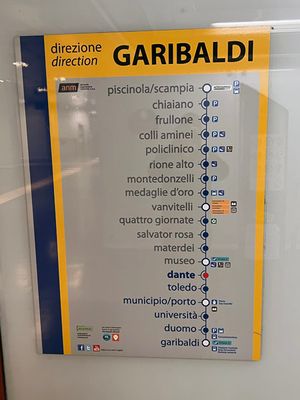 direzione
direction
GARIBALDI
anm
piscinola/scampia
chiaiano
frullone
colli aminei
policlinico
rione alto
montedonzelli
medaglie d'oro
vanvitelli
quattro giornate
salvator rosa
materdei
museo
dante
toledo
municipio/porto
università
duomo
garibaldi